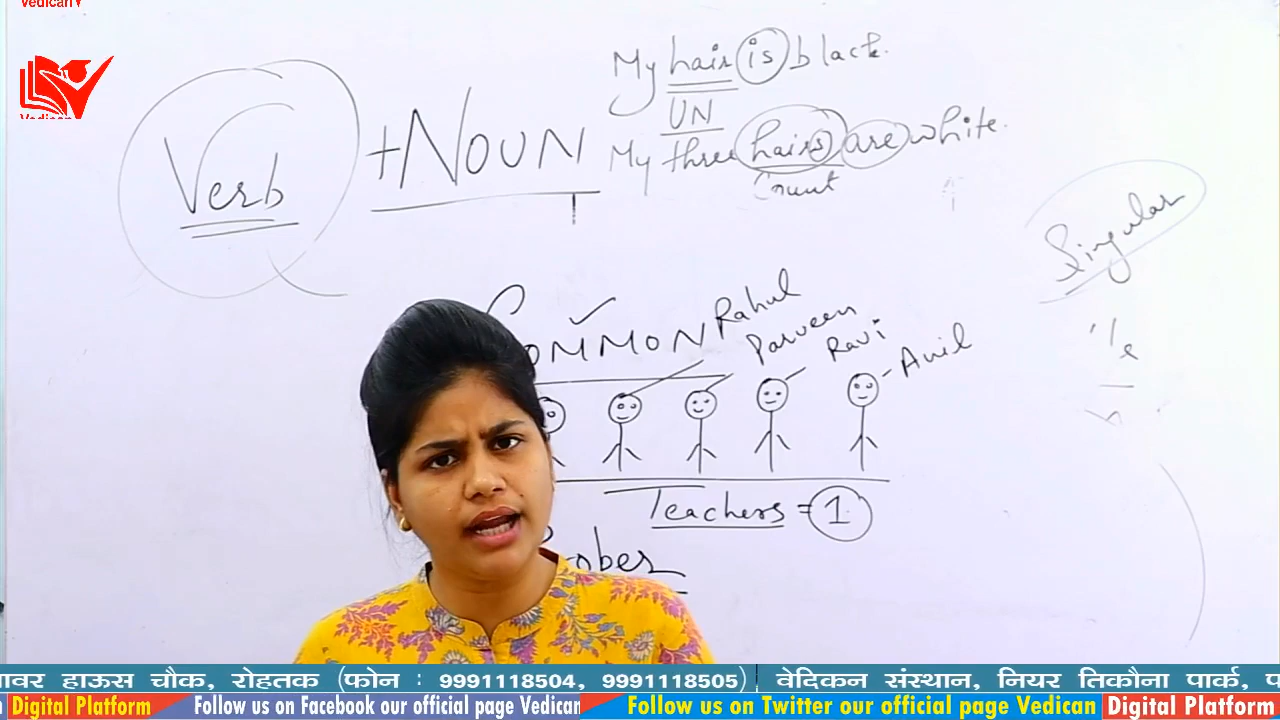 Vedican
Vedican
My hair is black.
UN
Verb + NOUN
My three hairs are white.
Count
Singular
COMMON
Rahul
Parveen
Ravi
Anil
Teachers = 1
ावर हाऊस चौक, रोहतक (फोन : 9991118504, 9991118505) वेदिकन संस्थान, नियर तिकौना पार्क, प
Digital Platform Follow us on Facebook our official page Vedican Follow us on Twitter our official page Vedican Digital Platform